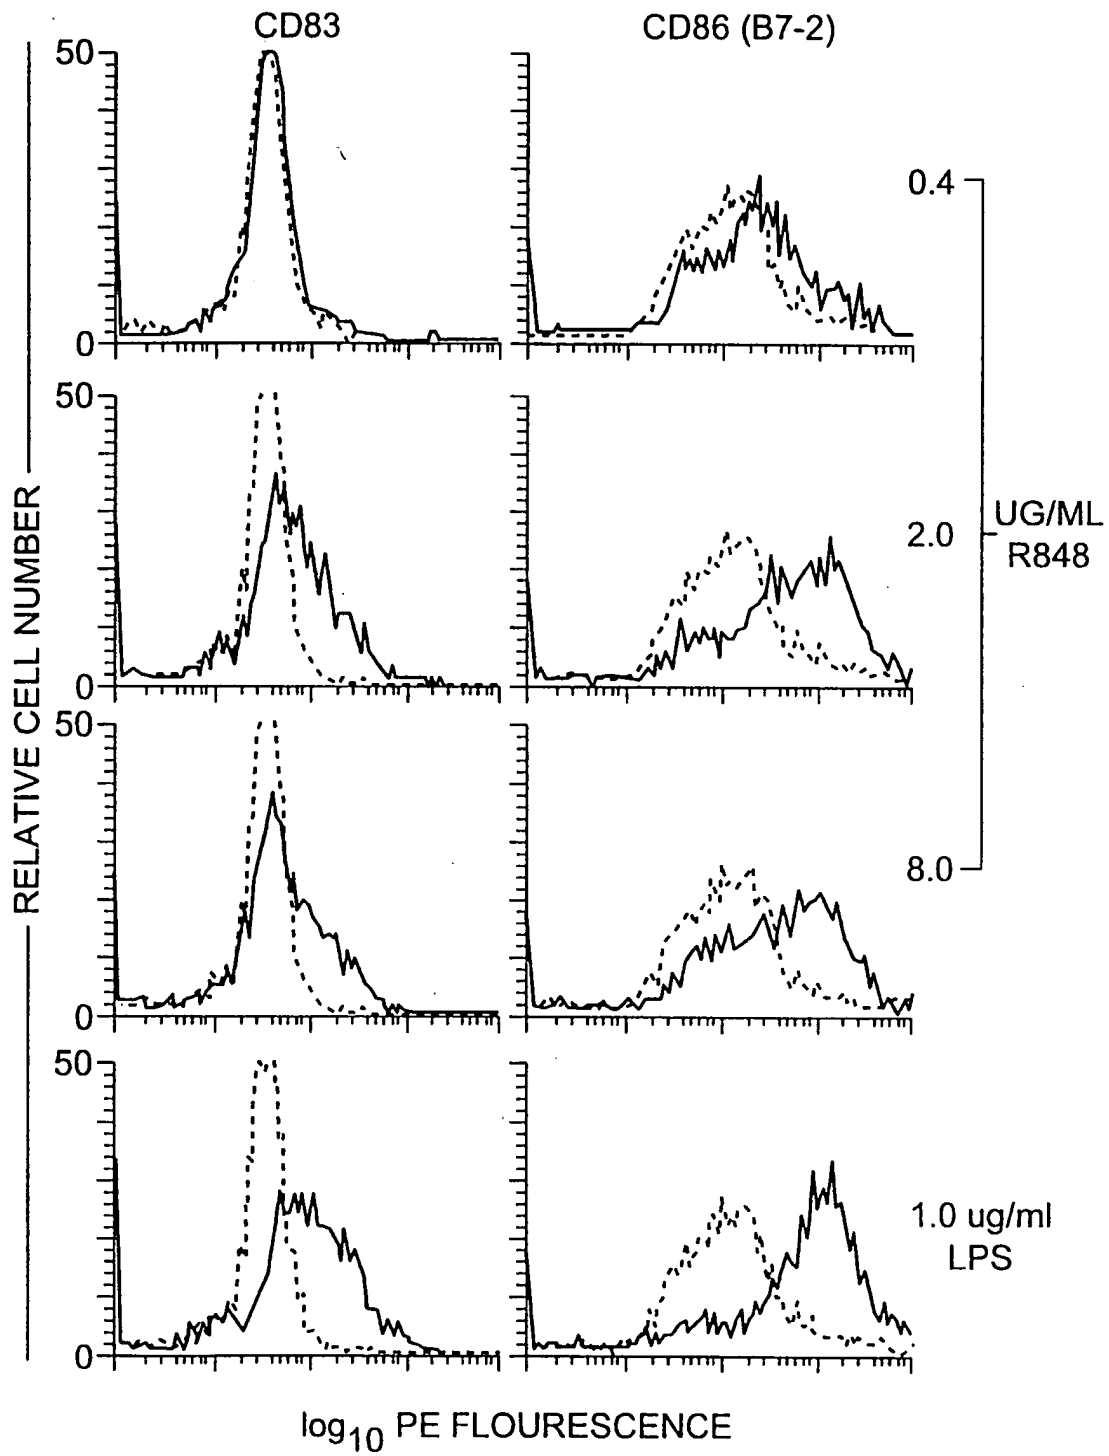 CD83
CD86 (B7-2)
50
0
0.4
50
0
2.0
UG/ML
R848
50
0
8.0
50
0
1.0 ug/ml
LPS
RELATIVE CELL NUMBER
log10 PE FLOURESCENCE